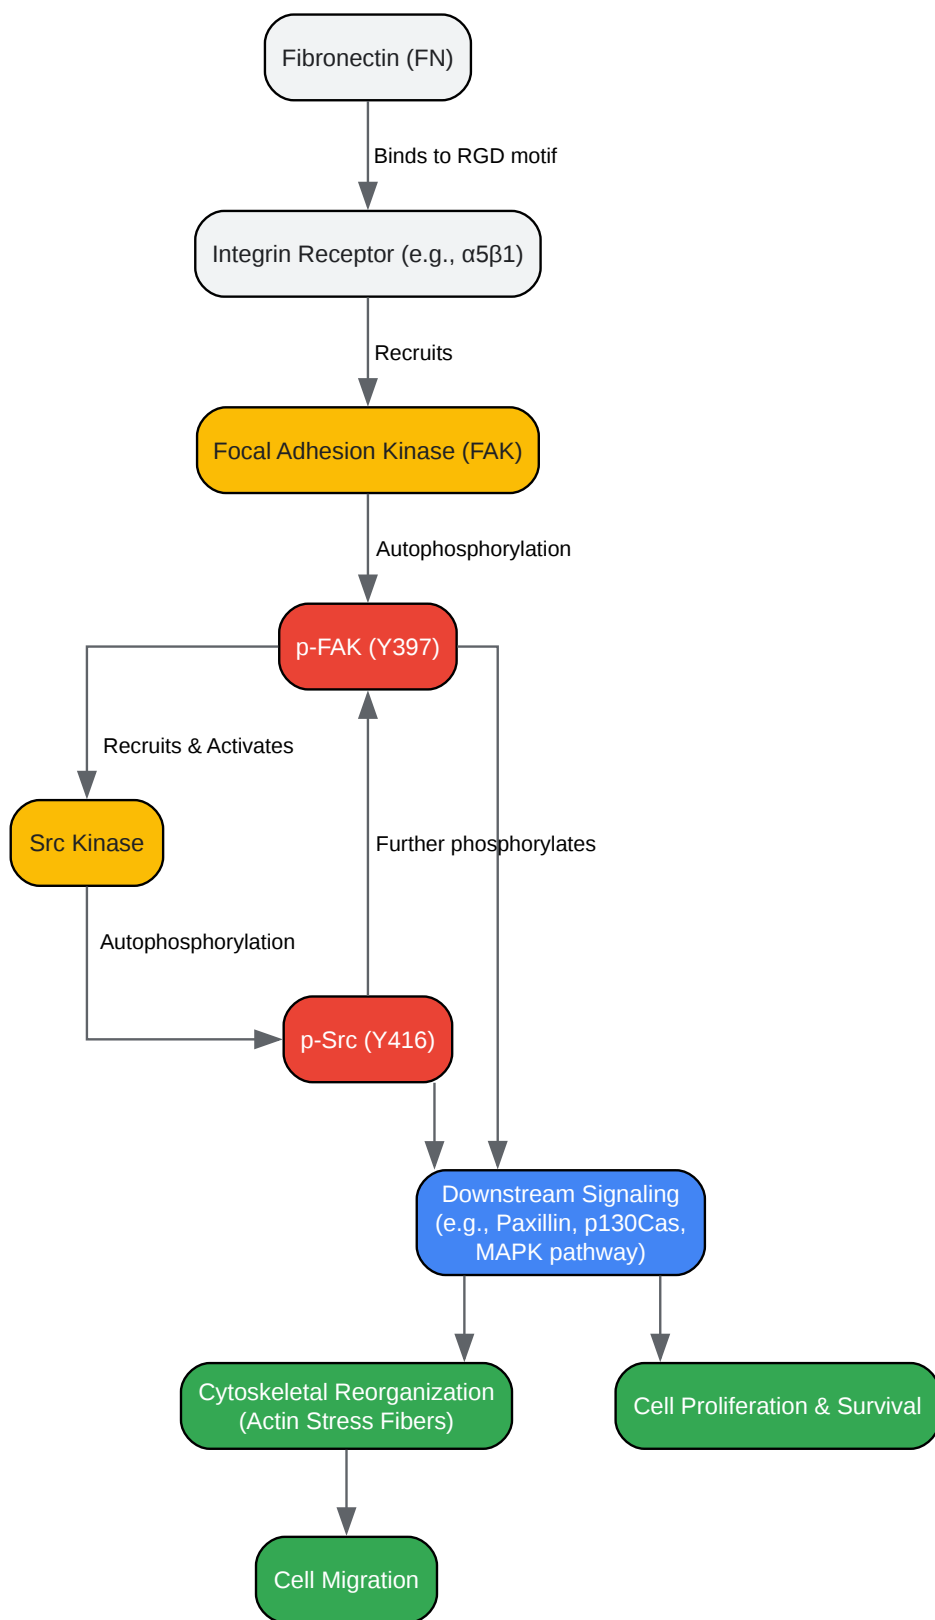 Fibronectin (FN)
Binds to RGD motif
Integrin Receptor (e.g., α5β1)
Recruits
Focal Adhesion Kinase (FAK)
Autophosphorylation
p-FAK (Y397)
Recruits & Activates
Src Kinase
Further phosphorylates
Autophosphorylation
p-Src (Y416)
Downstream Signaling
(e.g., Paxillin, p130Cas,
MAPK pathway)
Cytoskeletal Reorganization
(Actin Stress Fibers)
Cell Proliferation & Survival
Cell Migration